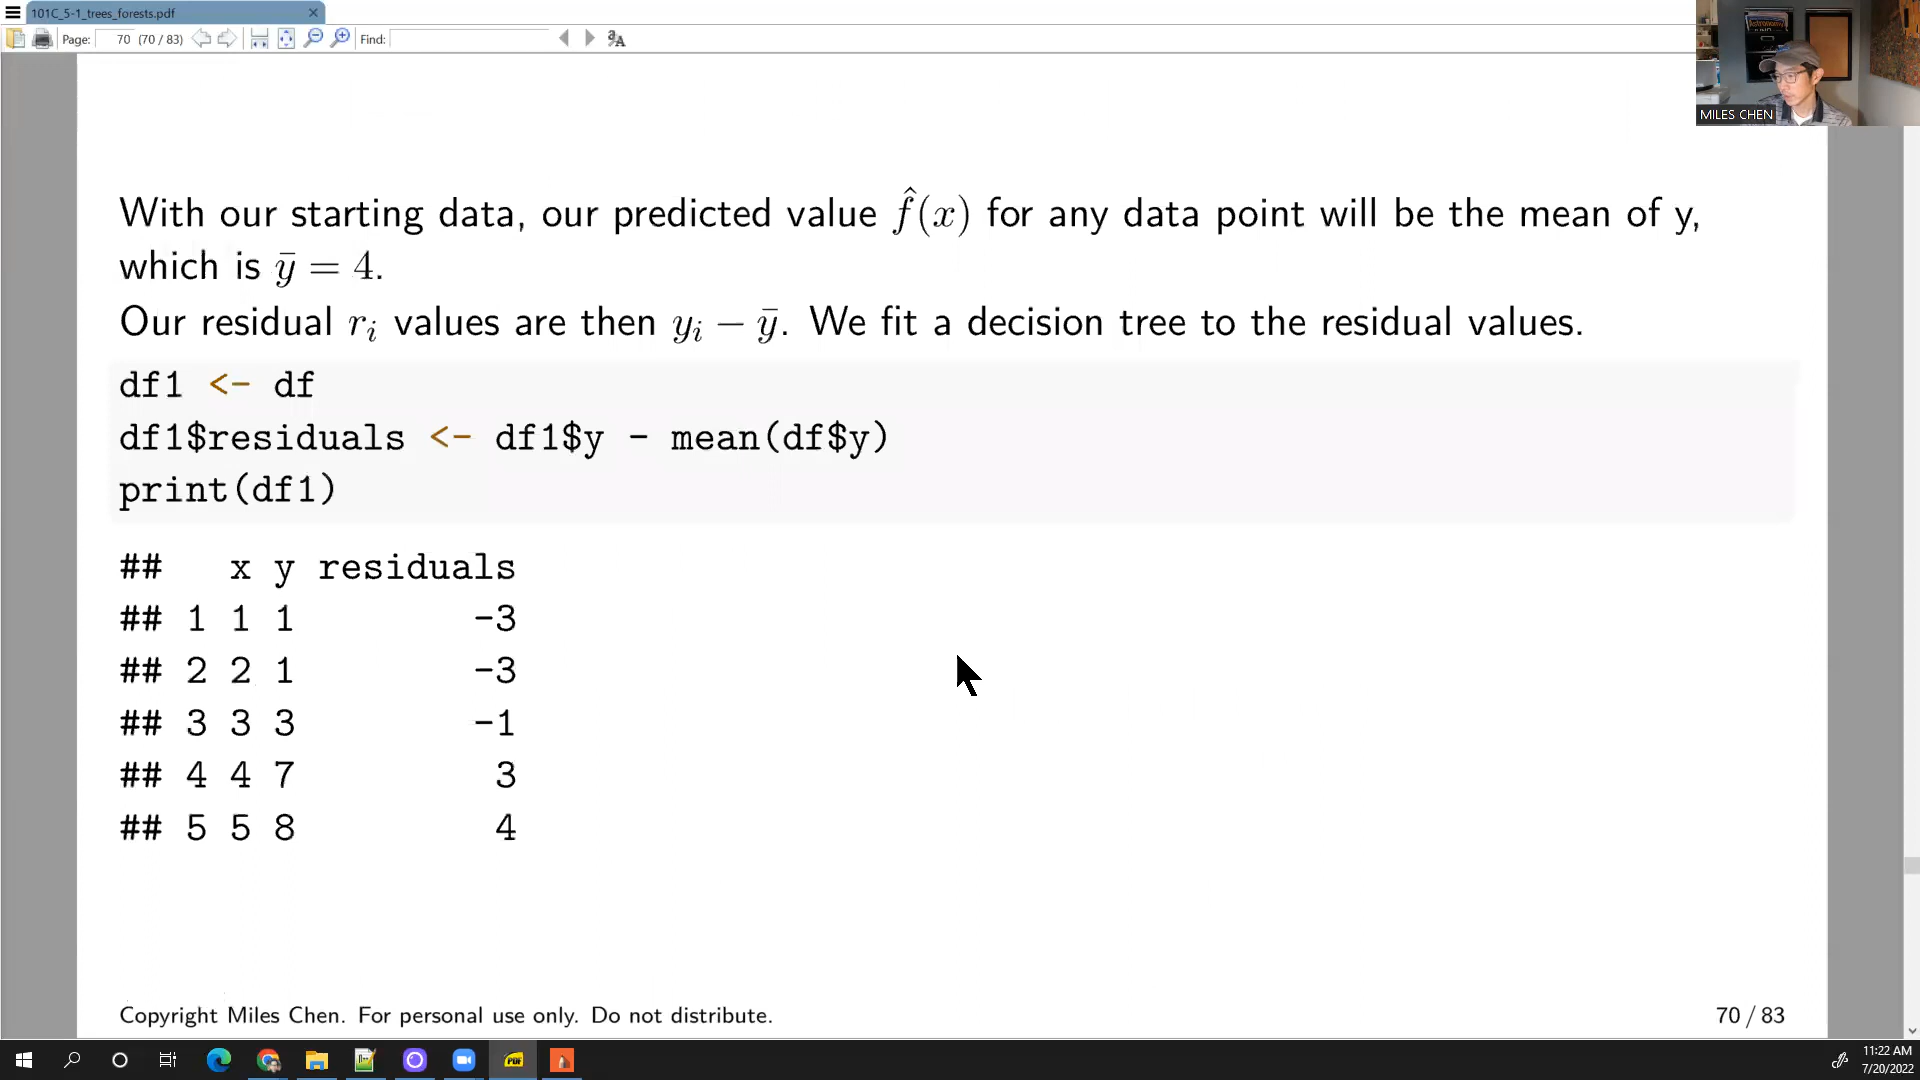 101C_5-1_trees_forests.pdf
Page: 70 (70 / 83) Find:
MILES CHEN
With our starting data, our predicted value f̂(x) for any data point will be the mean of y,
which is ȳ = 4.
Our residual rᵢ values are then yᵢ − ȳ. We fit a decision tree to the residual values.
df1 <- df
df1$residuals <- df1$y - mean(df$y)
print(df1)
##   x y residuals
## 1 1 1        -3
## 2 2 1        -3
## 3 3 3        -1
## 4 4 7         3
## 5 5 8         4
Copyright Miles Chen. For personal use only. Do not distribute.
70 / 83
11:22 AM
7/20/2022